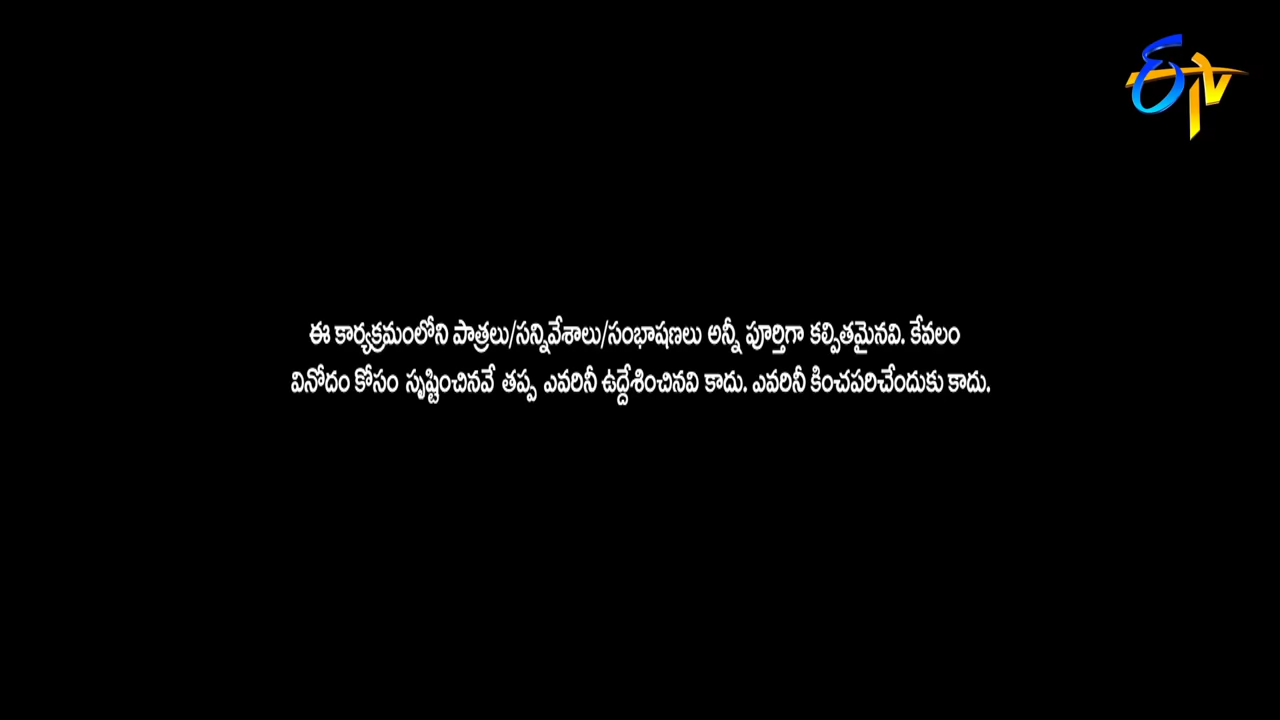 ఈ టీవీ
ఈ కార్యక్రమంలోని పాత్రలు/సన్నివేశాలు/సంభాషణలు అన్నీ పూర్తిగా కల్పితమైనవి. కేవలం
వినోదం కోసం సృష్టించినవే తప్ప ఎవరినీ ఉద్దేశించినవి కాదు. ఎవరినీ కించపరిచేందుకు కాదు.